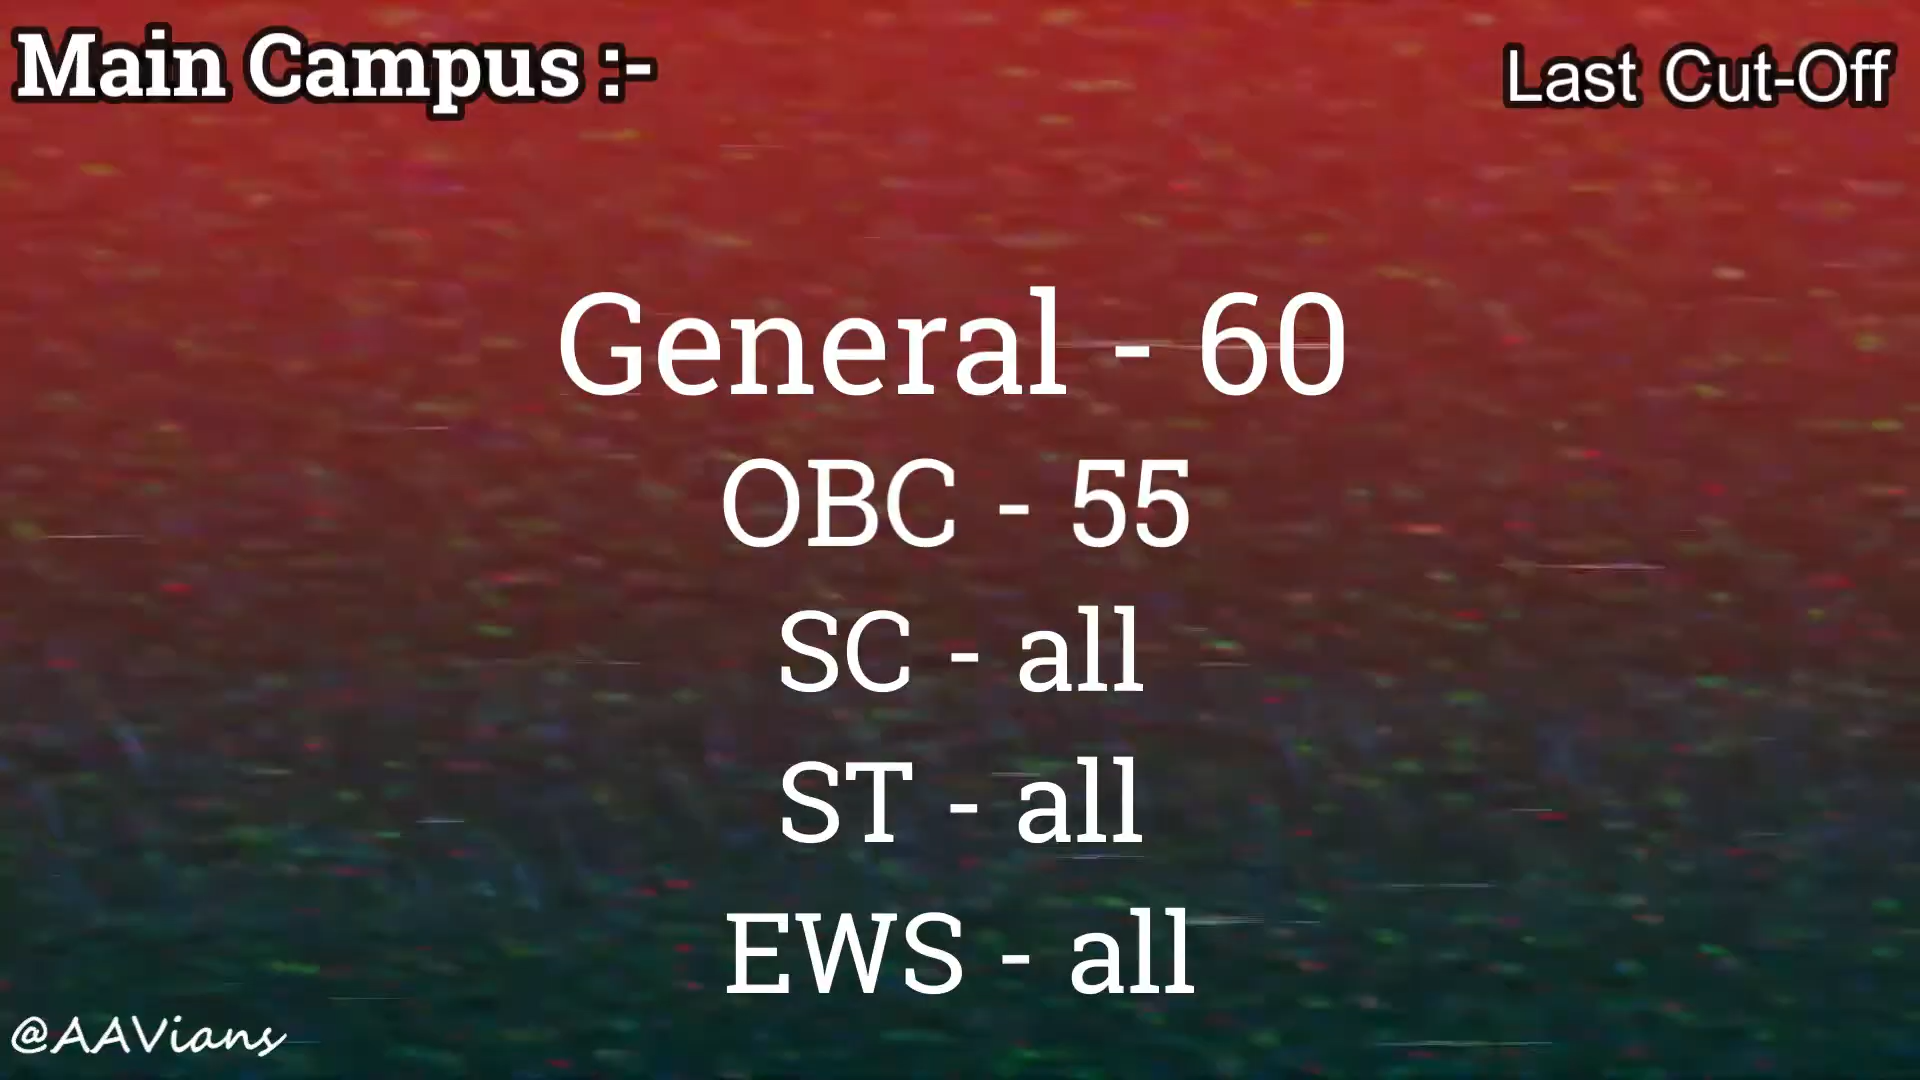 Main Campus :-
Last Cut-Off
General - 60
OBC - 55
SC - all
ST - all
EWS - all
@AAVians